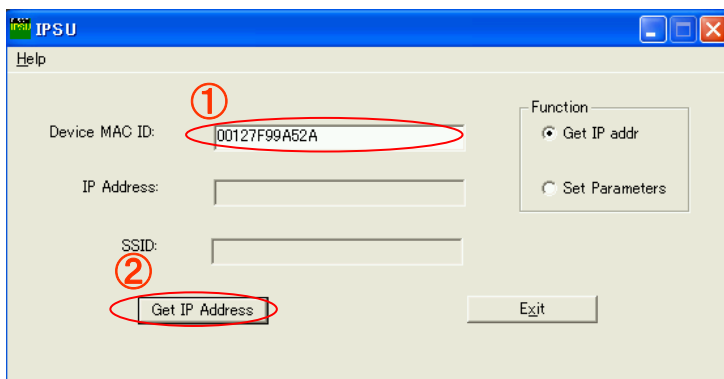 IPSU
Help
①
Device MAC ID: 00127F99A52A
Function
Get IP addr
IP Address:
Set Parameters
SSID:
②
Get IP Address
Exit